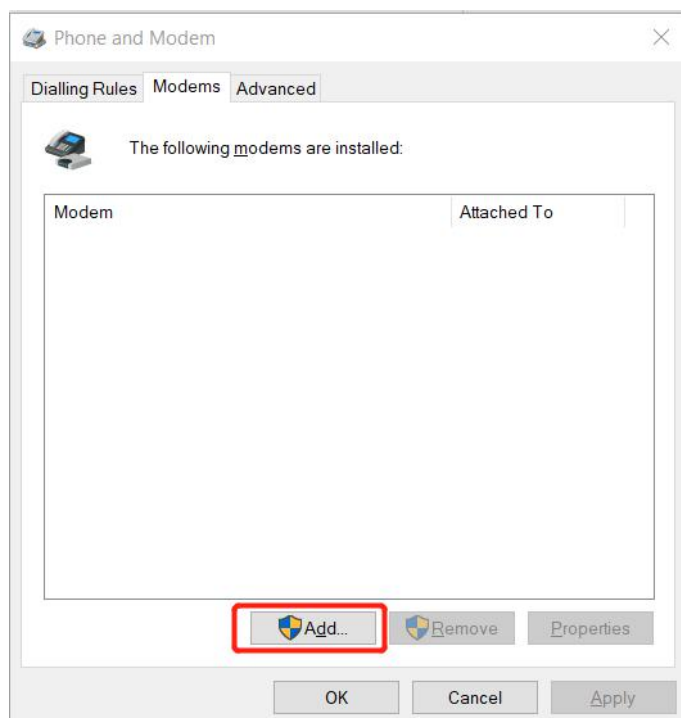 Phone and Modem
Dialling Rules Modems Advanced
The following modems are installed:
Modem Attached To
Add... Remove Properties
OK Cancel Apply